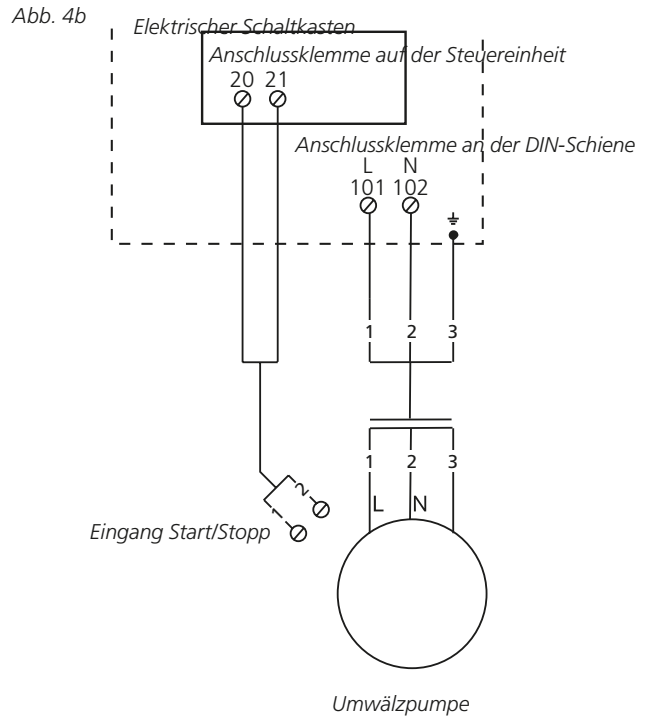 Abb. 4b
Elektrischer Schaltkasten
Anschlussklemme auf der Steuereinheit
20 21
Anschlussklemme an der DIN-Schiene
L N
101 102
1 2 3
1 2 3
L N
2
1
Eingang Start/Stopp
Umwälzpumpe